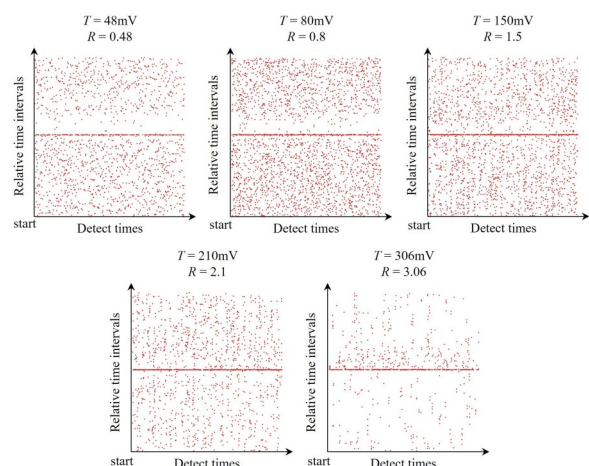 T = 48mV
R = 0.48
Relative time intervals
start
Detect times
T = 80mV
R = 0.8
Relative time intervals
start
Detect times
T = 150mV
R = 1.5
Relative time intervals
start
Detect times
T = 210mV
R = 2.1
Relative time intervals
start
Detect times
T = 306mV
R = 3.06
Relative time intervals
start
Detect times